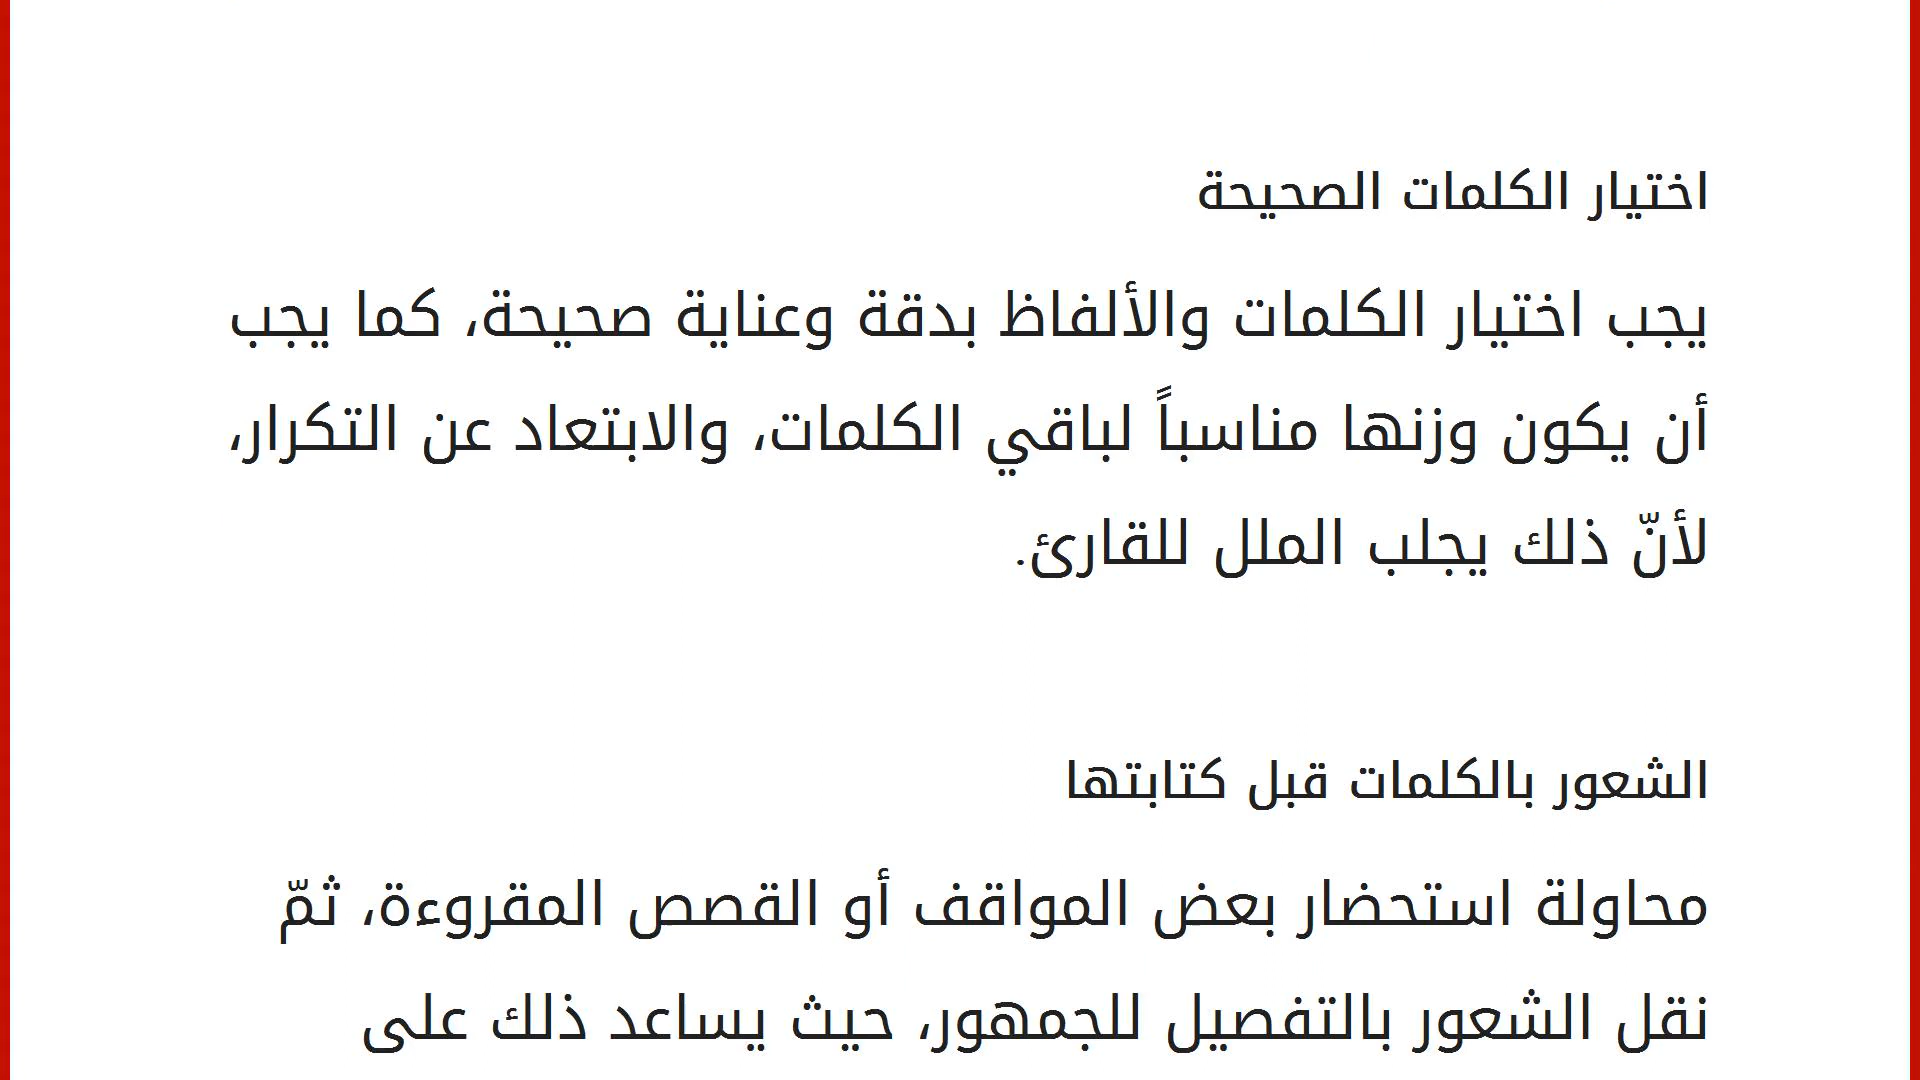 اختيار الكلمات الصحيحة
يجب اختيار الكلمات والألفاظ بدقة وعناية صحيحة، كما يجب
أن يكون وزنها مناسباً لباقي الكلمات، والابتعاد عن التكرار،
لأنّ ذلك يجلب الملل للقارئ.
الشعور بالكلمات قبل كتابتها
محاولة استحضار بعض المواقف أو القصص المقروءة، ثمّ
نقل الشعور بالتفصيل للجمهور، حيث يساعد ذلك على